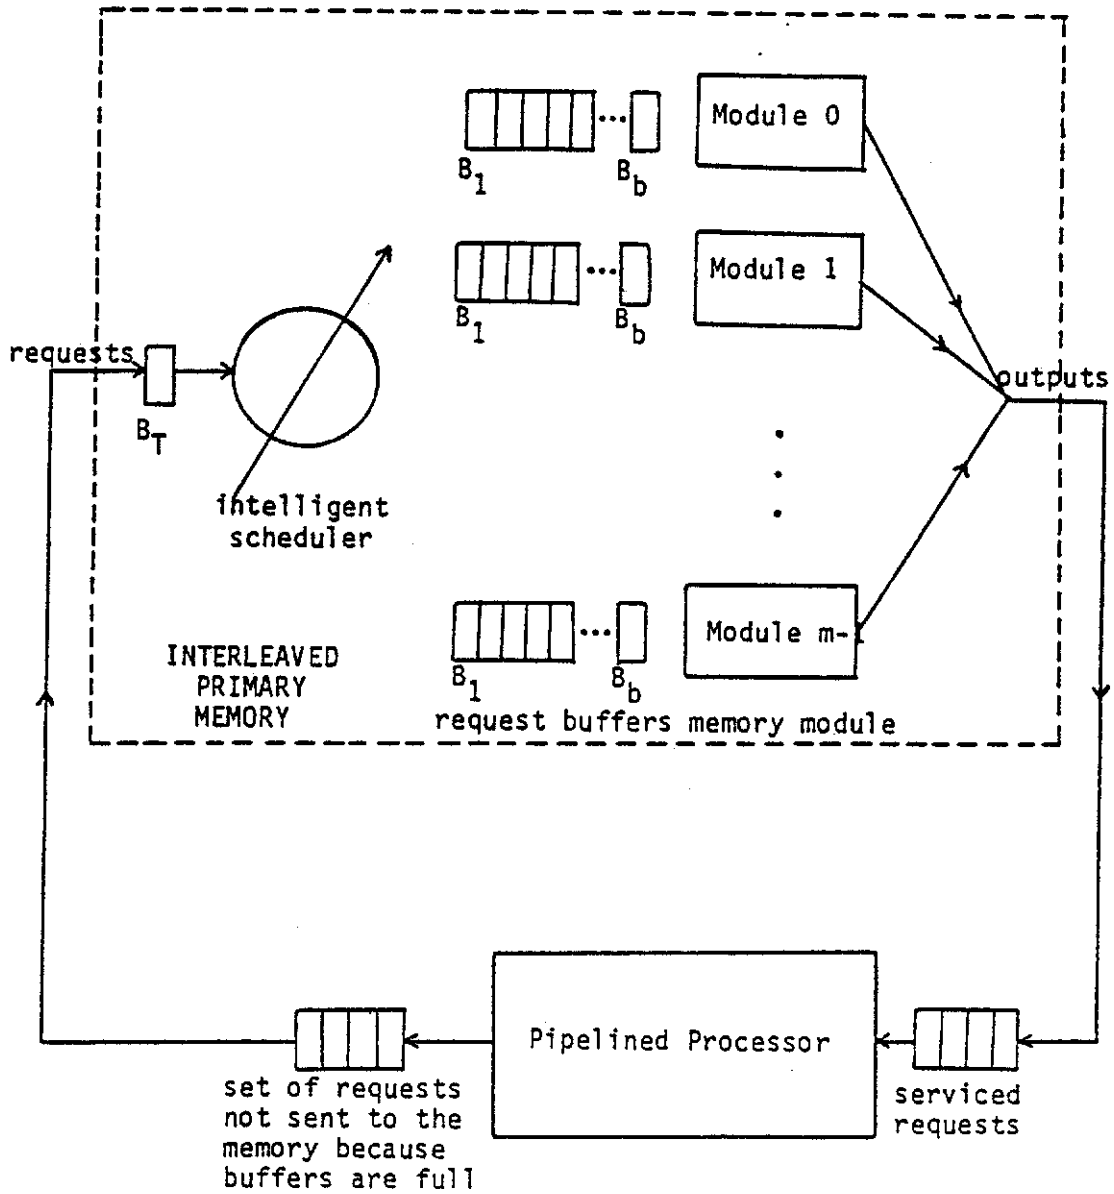 Module 0
B1 Bb
Module 1
B1 Bb
requests
outputs
BT
intelligent
scheduler
Module m-1
B1 Bb
INTERLEAVED
PRIMARY
MEMORY
request buffers memory module
Pipelined Processor
set of requests
not sent to the
memory because
buffers are full
serviced
requests